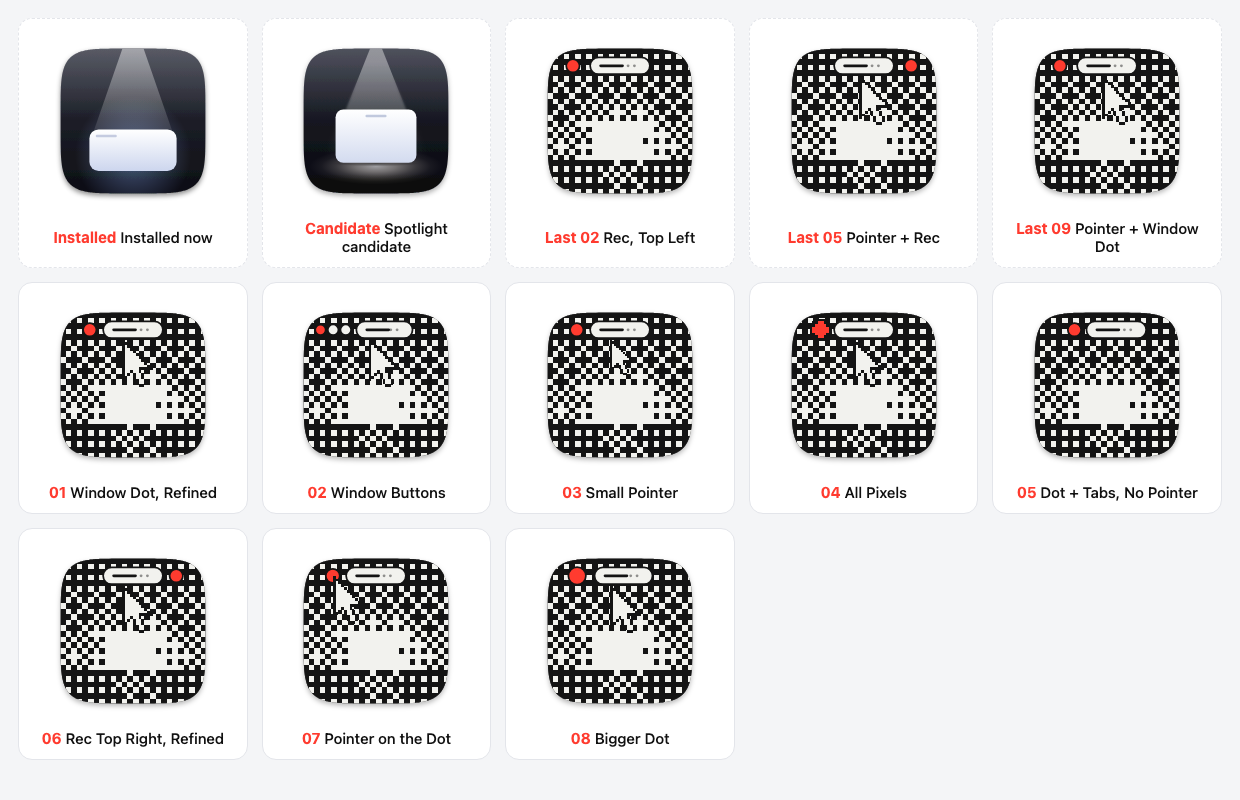 Installed Installed now
Candidate Spotlight
candidate
Last 02 Rec, Top Left
Last 05 Pointer + Rec
Last 09 Pointer + Window
Dot
01 Window Dot, Refined
02 Window Buttons
03 Small Pointer
04 All Pixels
05 Dot + Tabs, No Pointer
06 Rec Top Right, Refined
07 Pointer on the Dot
08 Bigger Dot